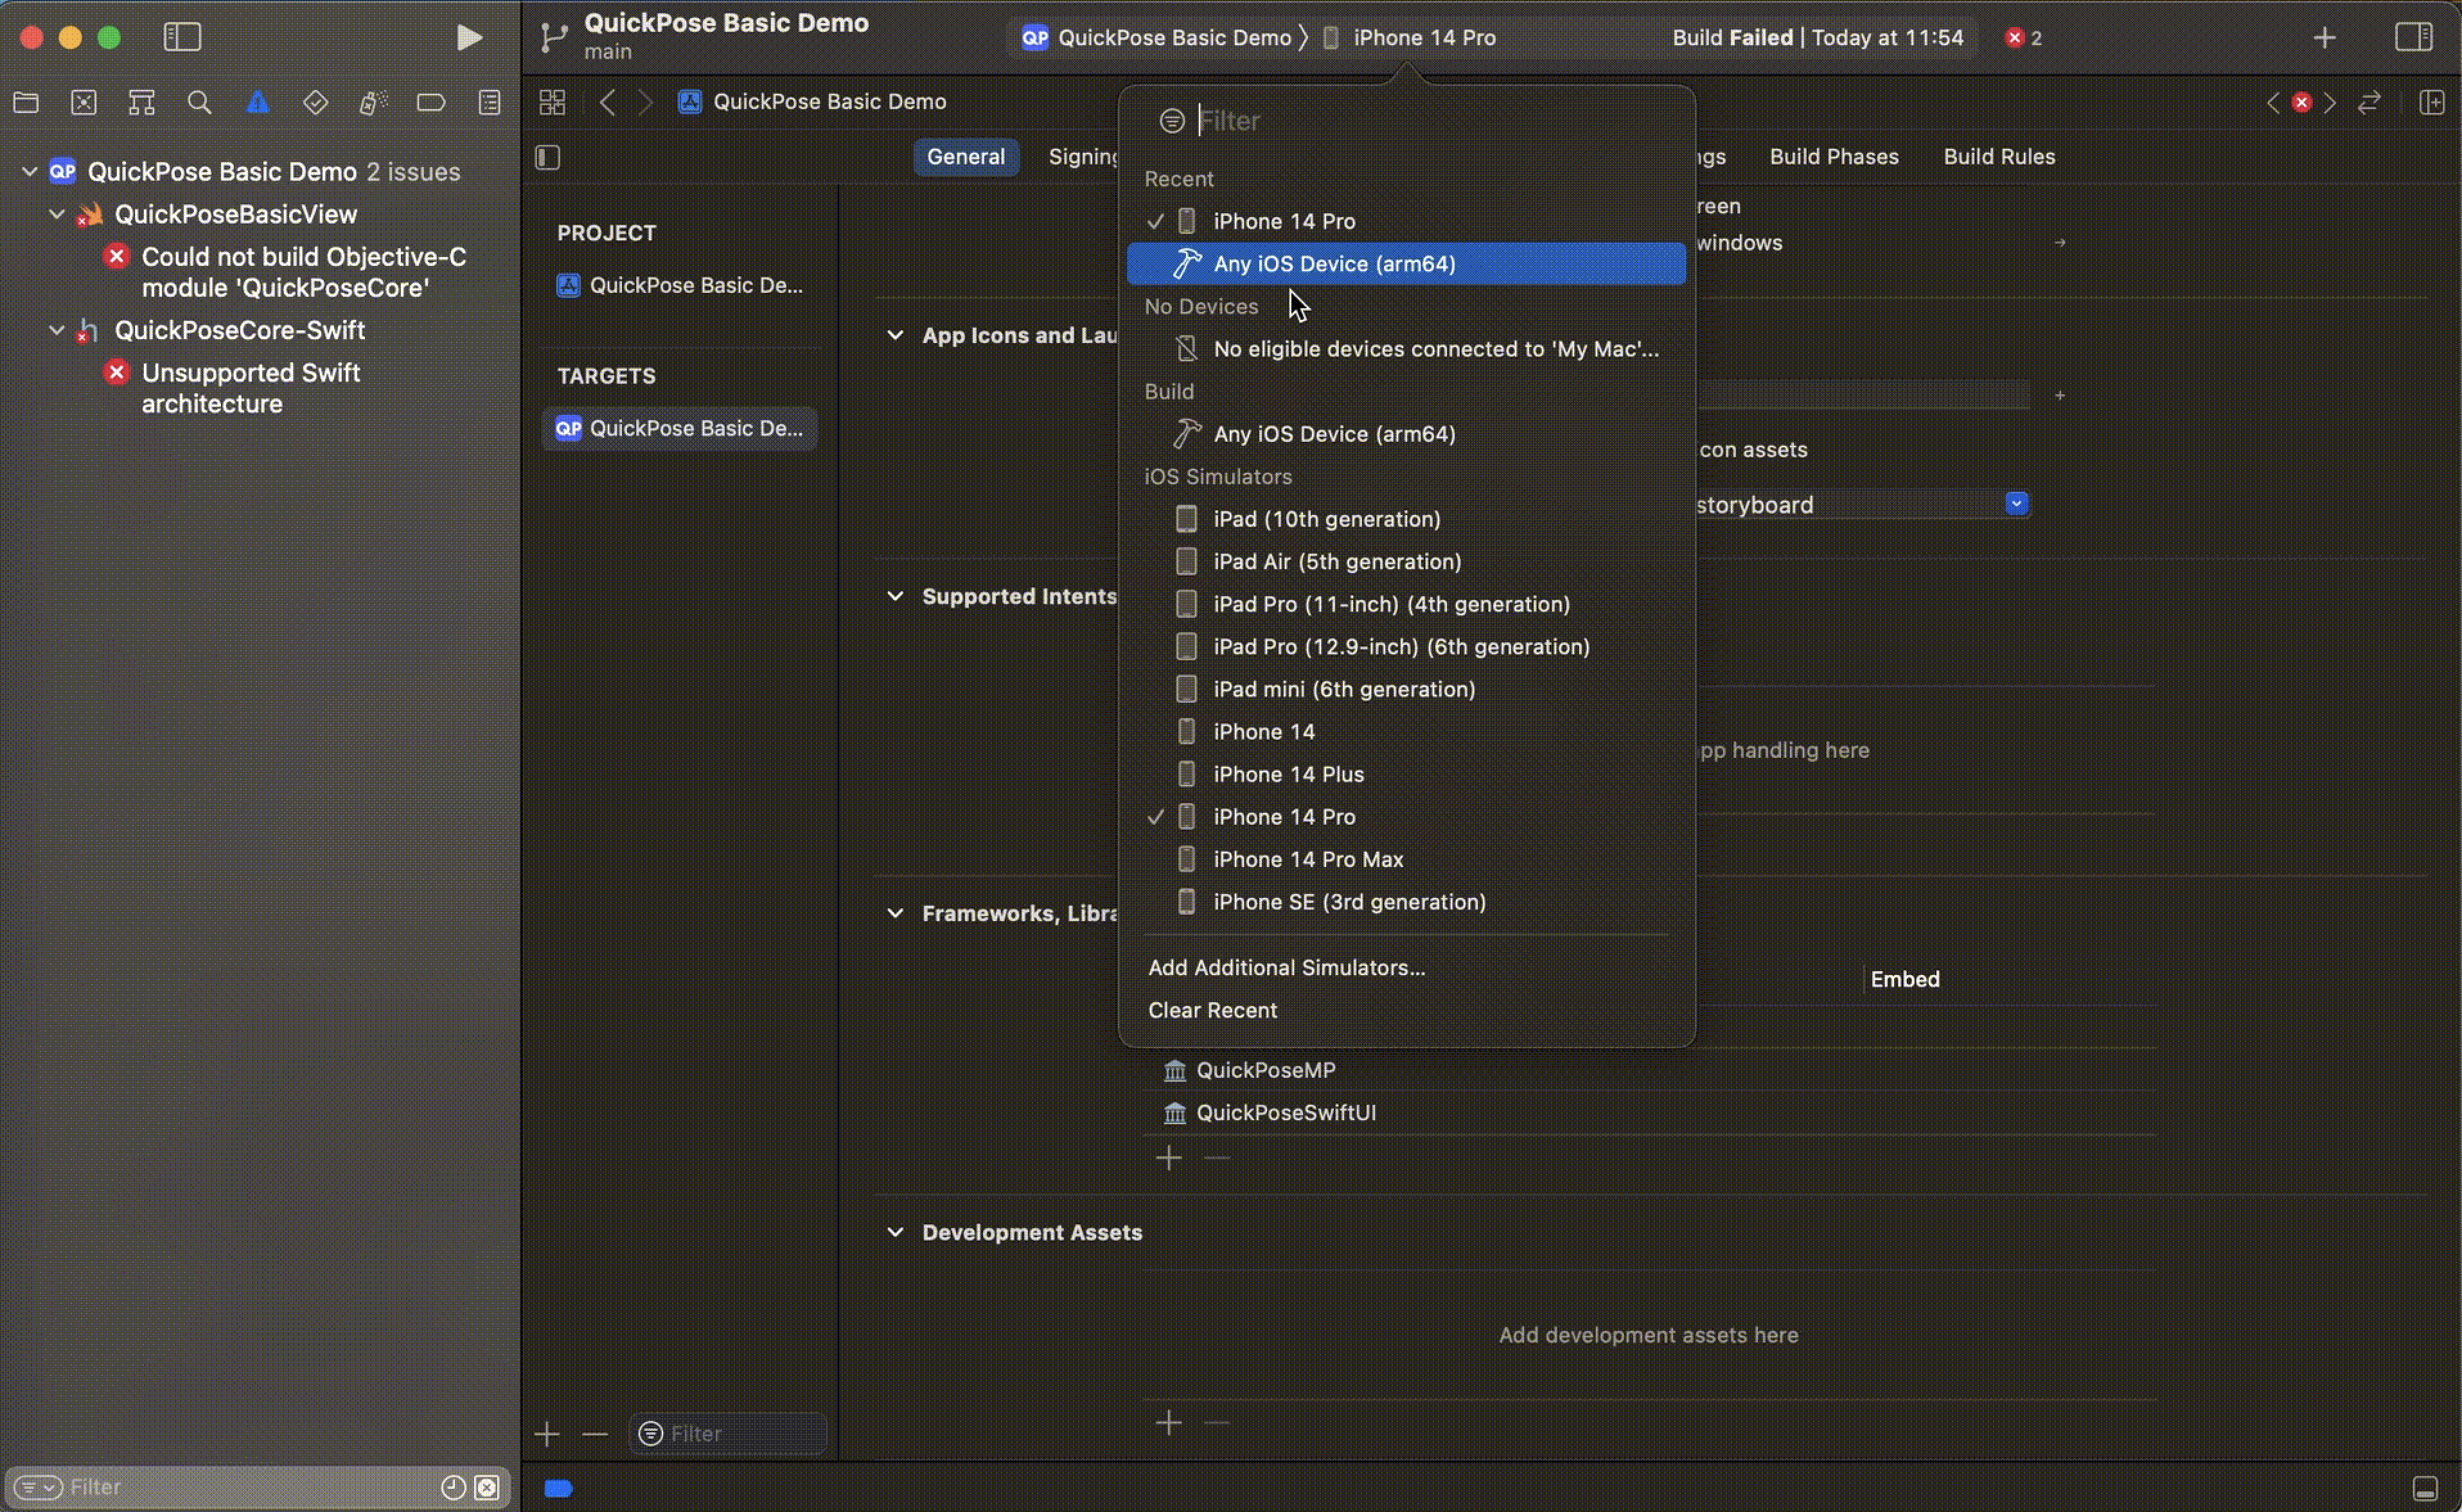 QuickPose Basic Demo
main
QP QuickPose Basic Demo
iPhone 14 Pro
Build Failed | Today at 11:54
2
QuickPose Basic Demo 2 issues
QuickPoseBasicView
Could not build Objective-C
module 'QuickPoseCore'
QuickPoseCore-Swift
Unsupported Swift
architecture
Filter
QuickPose Basic Demo
General
Signing
ngs
Build Phases
Build Rules
PROJECT
QuickPose Basic De...
TARGETS
QP QuickPose Basic De...
Filter
Filter
Recent
iPhone 14 Pro
Any iOS Device (arm64)
No Devices
No eligible devices connected to 'My Mac'...
Build
Any iOS Device (arm64)
iOS Simulators
iPad (10th generation)
iPad Air (5th generation)
iPad Pro (11-inch) (4th generation)
iPad Pro (12.9-inch) (6th generation)
iPad mini (6th generation)
iPhone 14
iPhone 14 Plus
iPhone 14 Pro
iPhone 14 Pro Max
iPhone SE (3rd generation)
Add Additional Simulators...
Clear Recent
reen
windows
App Icons and Lau
con assets
storyboard
Supported Intents
pp handling here
Frameworks, Libra
Embed
QuickPoseMP
QuickPoseSwiftUI
Development Assets
Add development assets here